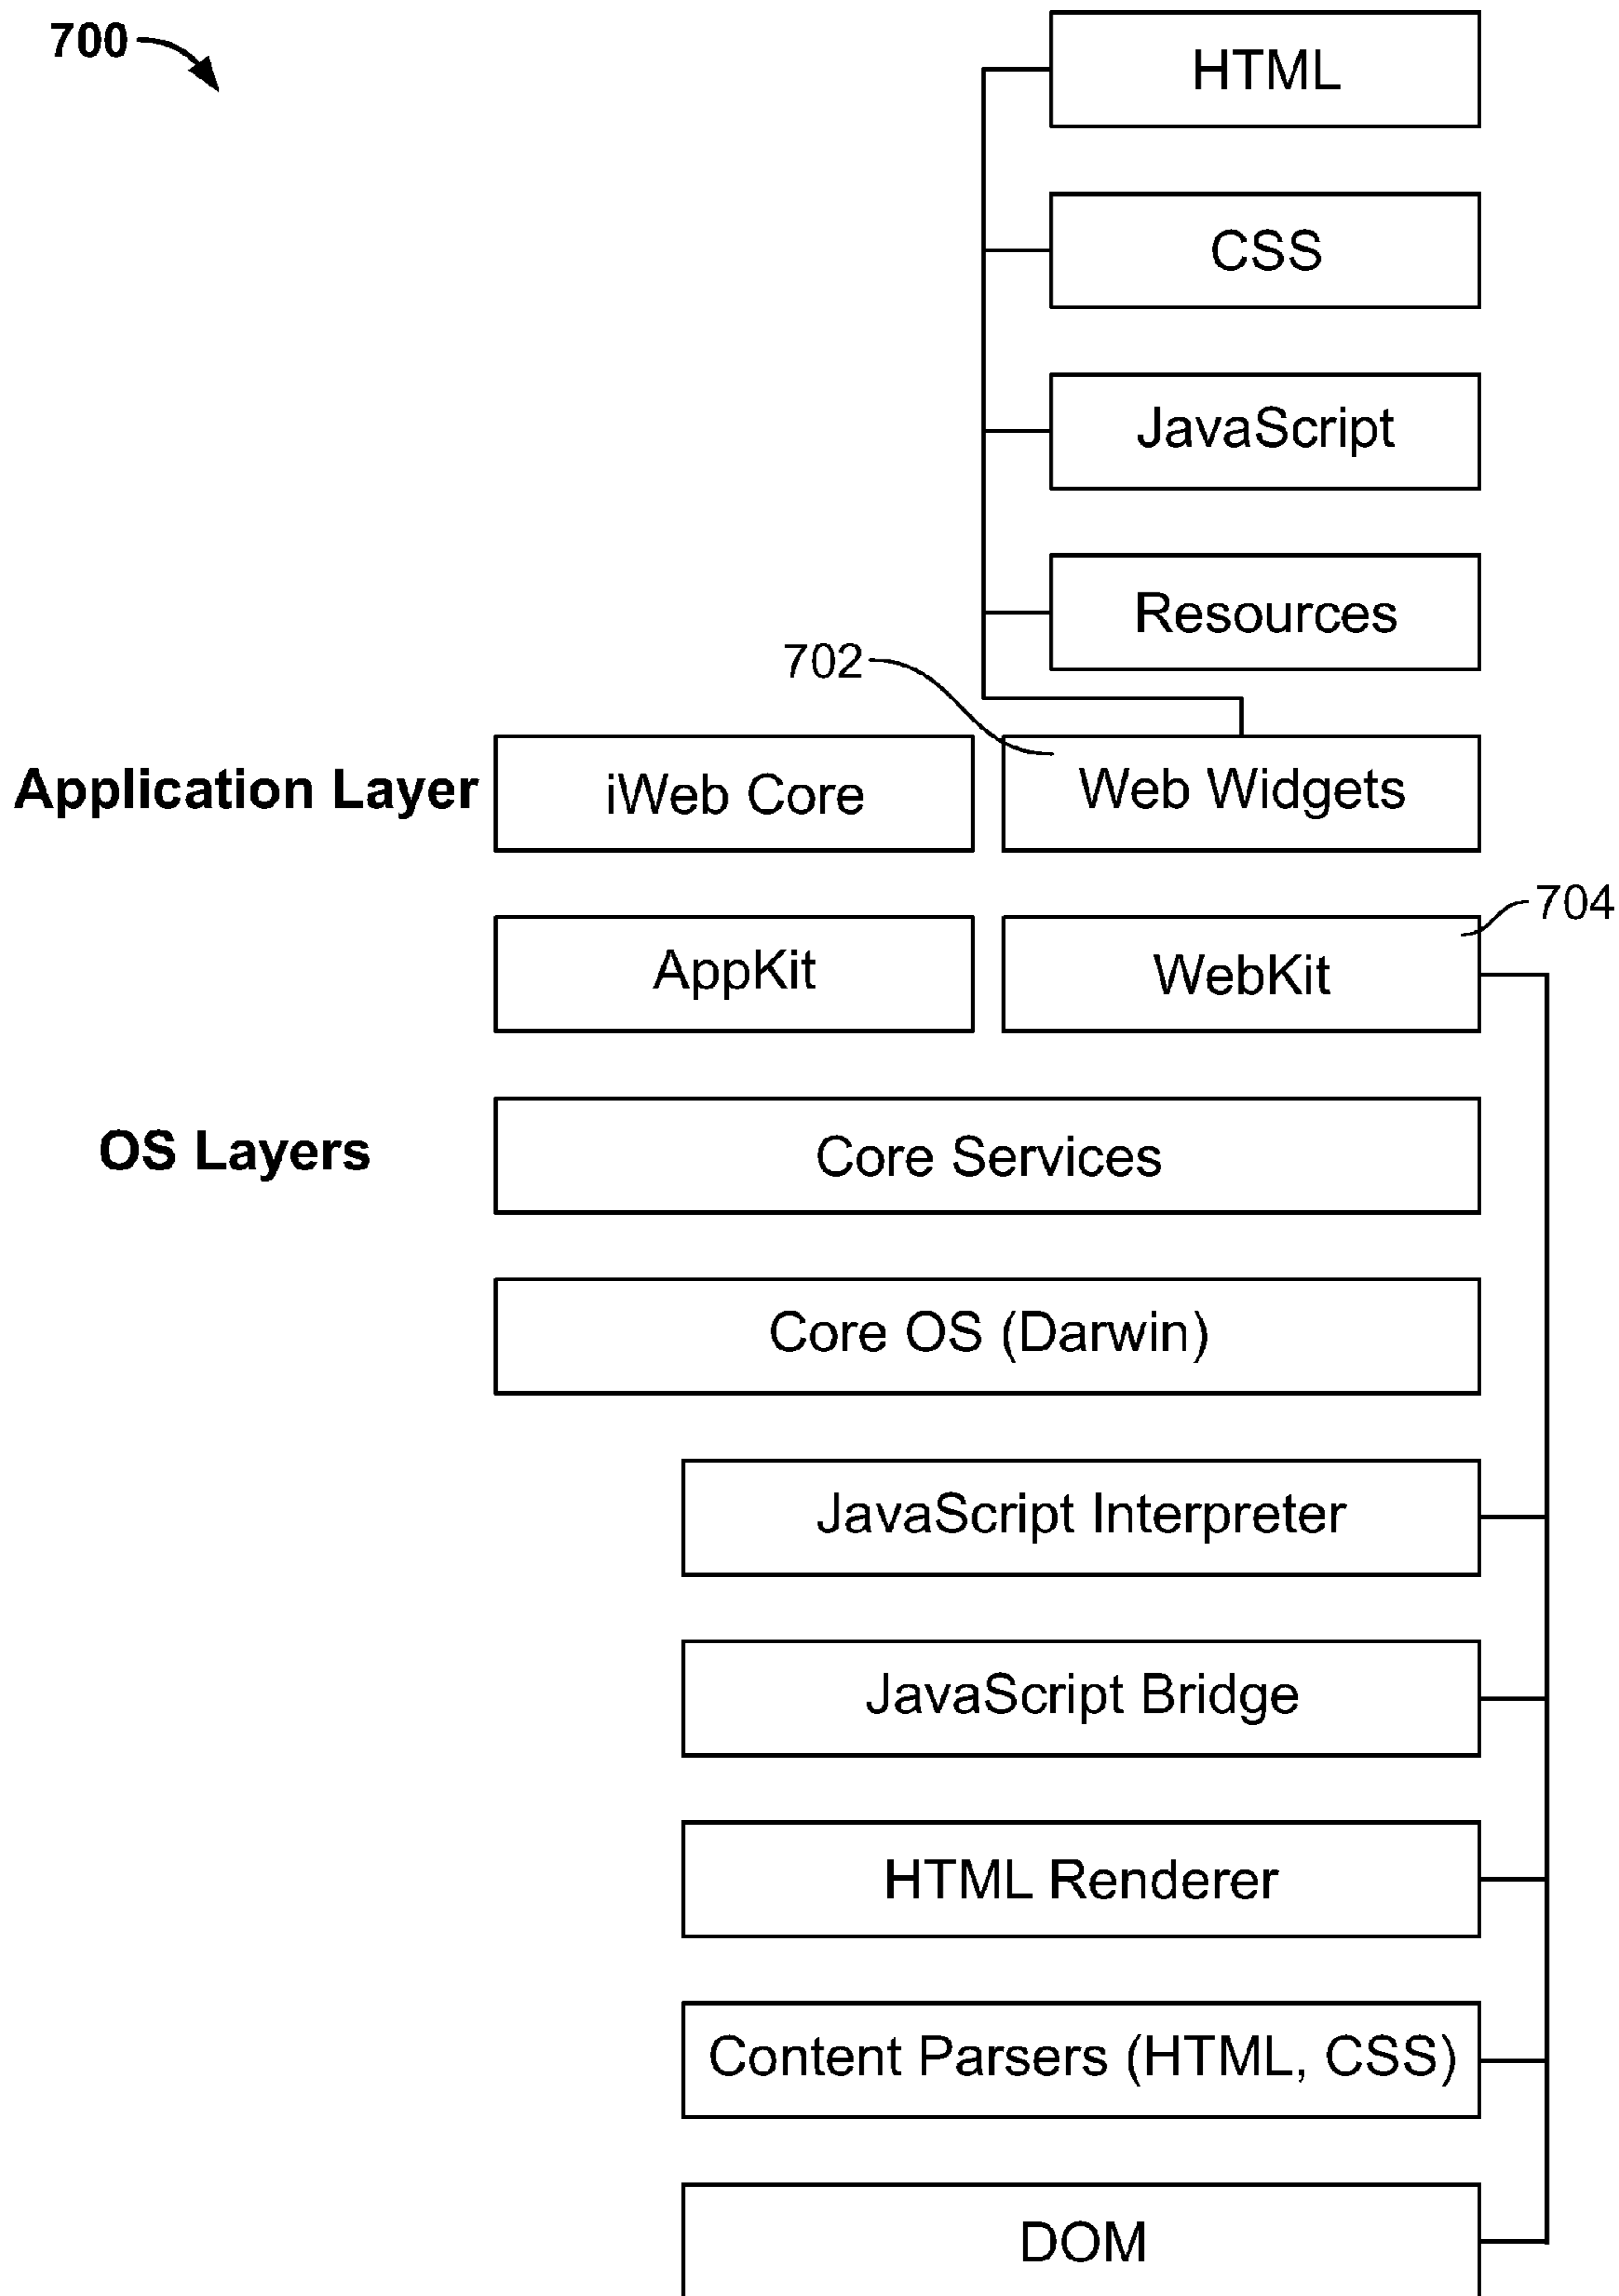 700
HTML
CSS
JavaScript
Resources
702
Application Layer
iWeb Core
Web Widgets
704
AppKit
WebKit
OS Layers
Core Services
Core OS (Darwin)
JavaScript Interpreter
JavaScript Bridge
HTML Renderer
Content Parsers (HTML, CSS)
DOM